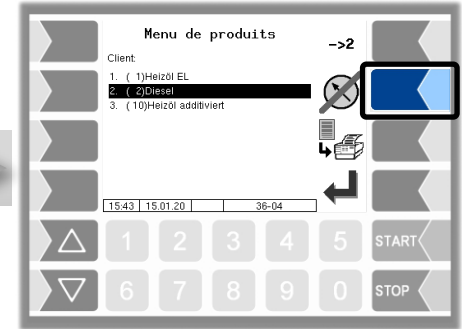 Menu de produits
->2
Client:
1. ( 1)Heizöl EL
2. ( 2)Diesel
3. ( 10)Heizöl additiviert
15:43 15.01.20 36-04
1 2 3 4 5 START
6 7 8 9 0 STOP